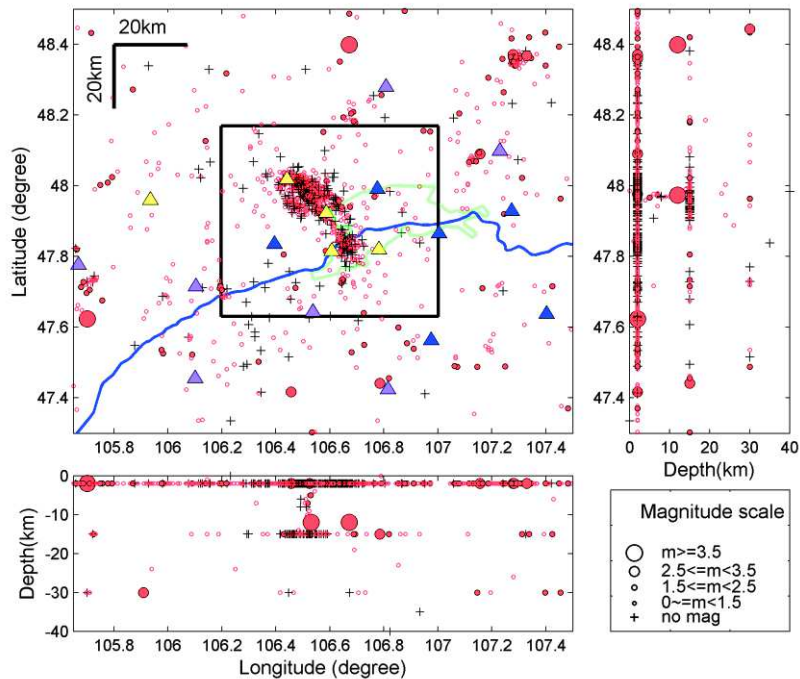 20km
20km
48.4
48.2
48
47.8
47.6
47.4
Latitude (degree)
105.8 106 106.2 106.4 106.6 106.8 107 107.2 107.4
48.4
48.2
48
47.8
47.6
47.4
0 10 20 30 40
Depth(km)
0
-10
-20
-30
-40
Depth(km)
105.8 106 106.2 106.4 106.6 106.8 107 107.2 107.4
Longitude (degree)
Magnitude scale
m>=3.5
2.5<=m<3.5
1.5<=m<2.5
0~=m<1.5
no mag